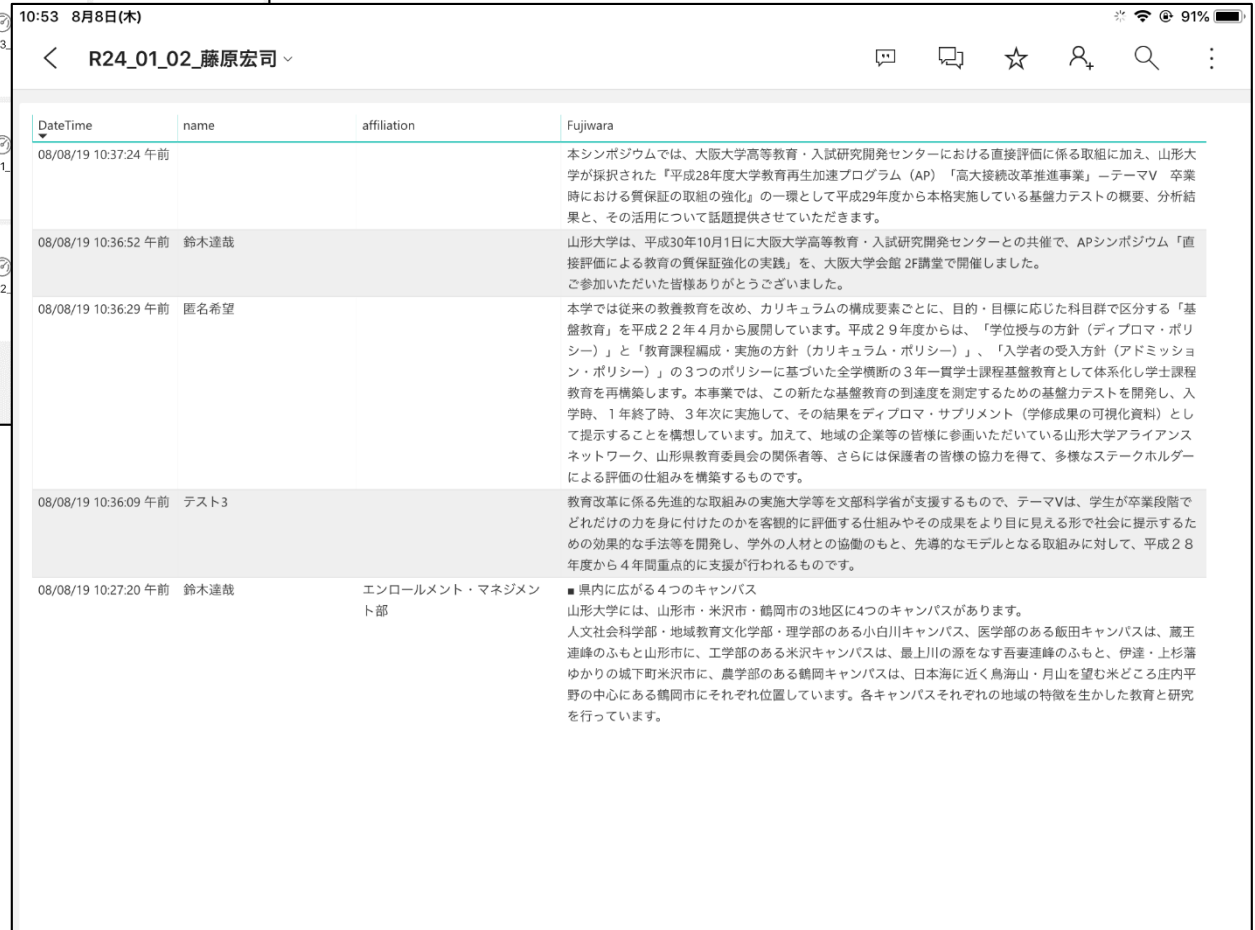 10:53 8月8日(木)
91%
R24_01_02_藤原宏司
DateTime name affiliation Fujiwara
08/08/19 10:37:24 午前
本シンポジウムでは、大阪大学高等教育・入試研究開発センターにおける直接評価に係る取組に加え、山形大
学が採択された『平成28年度大学教育再生加速プログラム（AP）「高大接続改革推進事業」―テーマⅤ　卒業
時における質保証の取組の強化』の一環として平成29年度から本格実施している基盤力テストの概要、分析結
果と、その活用について話題提供させていただきます。
08/08/19 10:36:52 午前 鈴木達哉
山形大学は、平成30年10月1日に大阪大学高等教育・入試研究開発センターとの共催で、APシンポジウム「直
接評価による教育の質保証強化の実践」を、大阪大学会館 2F講堂で開催しました。
ご参加いただいた皆様ありがとうございました。
08/08/19 10:36:29 午前 匿名希望
本学では従来の教養教育を改め、カリキュラムの構成要素ごとに、目的・目標に応じた科目群で区分する「基
盤教育」を平成２２年４月から展開しています。平成２９年度からは、「学位授与の方針（ディプロマ・ポリ
シー）」と「教育課程編成・実施の方針（カリキュラム・ポリシー）」、「入学者の受入方針（アドミッショ
ン・ポリシー）」の３つのポリシーに基づいた全学横断の３年一貫学士課程基盤教育として体系化し学士課程
教育を再構築します。本事業では、この新たな基盤教育の到達度を測定するための基盤力テストを開発し、入
学時、１年終了時、３年次に実施して、その結果をディプロマ・サプリメント（学修成果の可視化資料）とし
て提示することを構想しています。加えて、地域の企業等の皆様に参画いただいている山形大学アライアンス
ネットワーク、山形県教育委員会の関係者等、さらには保護者の皆様の協力を得て、多様なステークホルダー
による評価の仕組みを構築するものです。
08/08/19 10:36:09 午前 テスト3
教育改革に係る先進的な取組みの実施大学等を文部科学省が支援するもので、テーマVは、学生が卒業段階で
どれだけの力を身に付けたのかを客観的に評価する仕組みやその成果をより目に見える形で社会に提示するた
めの効果的な手法等を開発し、学外の人材との協働のもと、先導的なモデルとなる取組みに対して、平成２８
年度から４年間重点的に支援が行われるものです。
08/08/19 10:27:20 午前 鈴木達哉 エンロールメント・マネジメン
ト部
■ 県内に広がる４つのキャンパス
山形大学には、山形市・米沢市・鶴岡市の3地区に4つのキャンパスがあります。
人文社会科学部・地域教育文化学部・理学部のある小白川キャンパス、医学部のある飯田キャンパスは、蔵王
連峰のふもと山形市に、工学部のある米沢キャンパスは、最上川の源をなす吾妻連峰のふもと、伊達・上杉藩
ゆかりの城下町米沢市に、農学部のある鶴岡キャンパスは、日本海に近く鳥海山・月山を望む米どころ庄内平
野の中心にある鶴岡市にそれぞれ位置しています。各キャンパスそれぞれの地域の特徴を生かした教育と研究
を行っています。